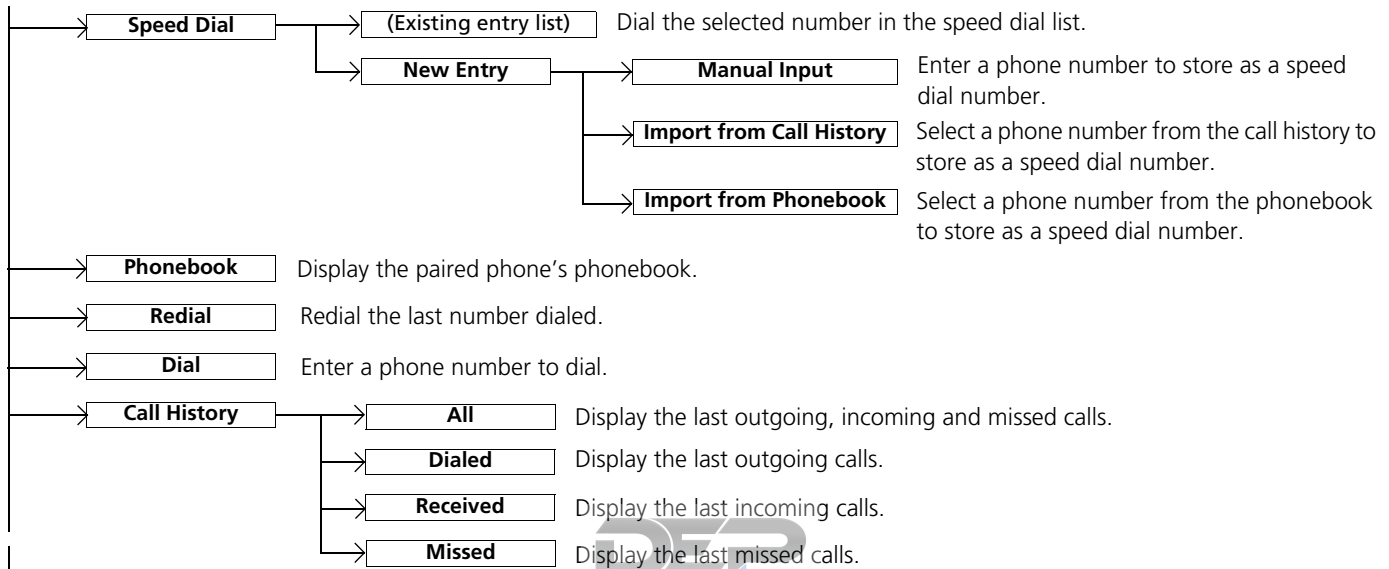 Speed Dial
(Existing entry list)
Dial the selected number in the speed dial list.
New Entry
Manual Input
Enter a phone number to store as a speed
dial number.
Import from Call History
Select a phone number from the call history to
store as a speed dial number.
Import from Phonebook
Select a phone number from the phonebook
to store as a speed dial number.
Phonebook
Display the paired phone’s phonebook.
Redial
Redial the last number dialed.
Dial
Enter a phone number to dial.
Call History
All
Display the last outgoing, incoming and missed calls.
Dialed
Display the last outgoing calls.
Received
Display the last incoming calls.
Missed
Display the last missed calls.